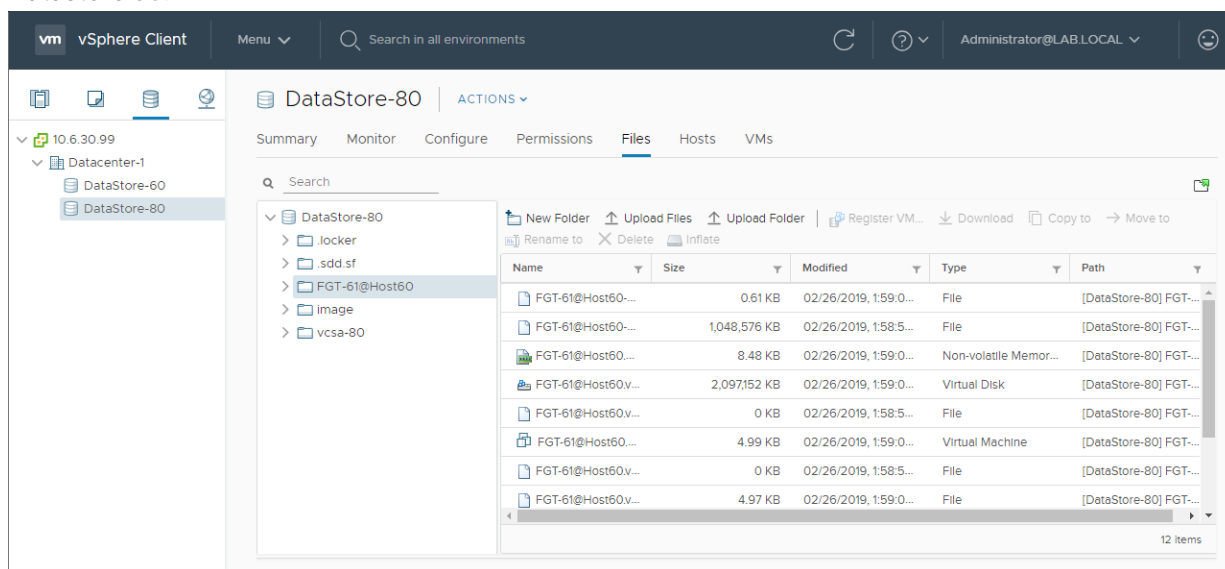 vm vSphere Client Menu Search in all environments Administrator@LAB.LOCAL
10.6.30.99
Datacenter-1
DataStore-60
DataStore-80
DataStore-80 ACTIONS
Summary Monitor Configure Permissions Files Hosts VMs
Search
DataStore-80
.locker
.sdd.sf
FGT-61@Host60
image
vcsa-80
New Folder Upload Files Upload Folder Register VM... Download Copy to Move to
Rename to Delete Inflate
Name Size Modified Type Path
FGT-61@Host60-... 0.61 KB 02/26/2019, 1:59:0... File [DataStore-80] FGT-...
FGT-61@Host60-... 1,048,576 KB 02/26/2019, 1:58:5... File [DataStore-80] FGT-...
FGT-61@Host60.... 8.48 KB 02/26/2019, 1:59:0... Non-volatile Memor... [DataStore-80] FGT-...
FGT-61@Host60.v... 2,097,152 KB 02/26/2019, 1:59:0... Virtual Disk [DataStore-80] FGT-...
FGT-61@Host60.v... 0 KB 02/26/2019, 1:58:5... File [DataStore-80] FGT-...
FGT-61@Host60.... 4.99 KB 02/26/2019, 1:59:0... Virtual Machine [DataStore-80] FGT-...
FGT-61@Host60.v... 0 KB 02/26/2019, 1:58:5... File [DataStore-80] FGT-...
FGT-61@Host60.v... 4.97 KB 02/26/2019, 1:59:0... File [DataStore-80] FGT-...
12 items